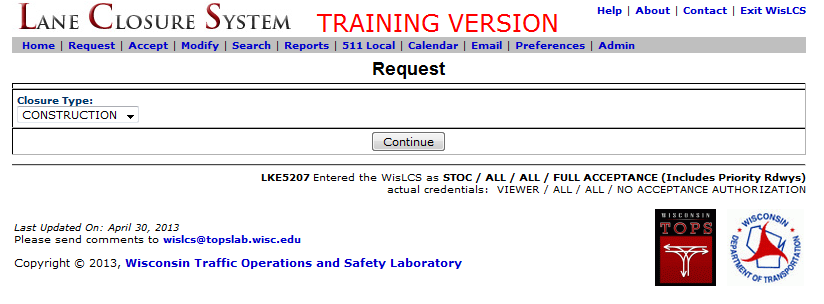 LANE CLOSURE SYSTEM TRAINING VERSION
Help | About | Contact | Exit WisLCS
Home | Request | Accept | Modify | Search | Reports | 511 Local | Calendar | Email | Preferences | Admin
Request
Closure Type:
CONSTRUCTION
Continue
LKE5207 Entered the WisLCS as STOC / ALL / ALL / FULL ACCEPTANCE (Includes Priority Rdwys)
actual credentials: VIEWER / ALL / ALL / NO ACCEPTANCE AUTHORIZATION
Last Updated On: April 30, 2013
Please send comments to wislcs@topslab.wisc.edu
Copyright © 2013, Wisconsin Traffic Operations and Safety Laboratory
WISCONSIN
TOPS
WISCONSIN
DEPARTMENT OF TRANSPORTATION